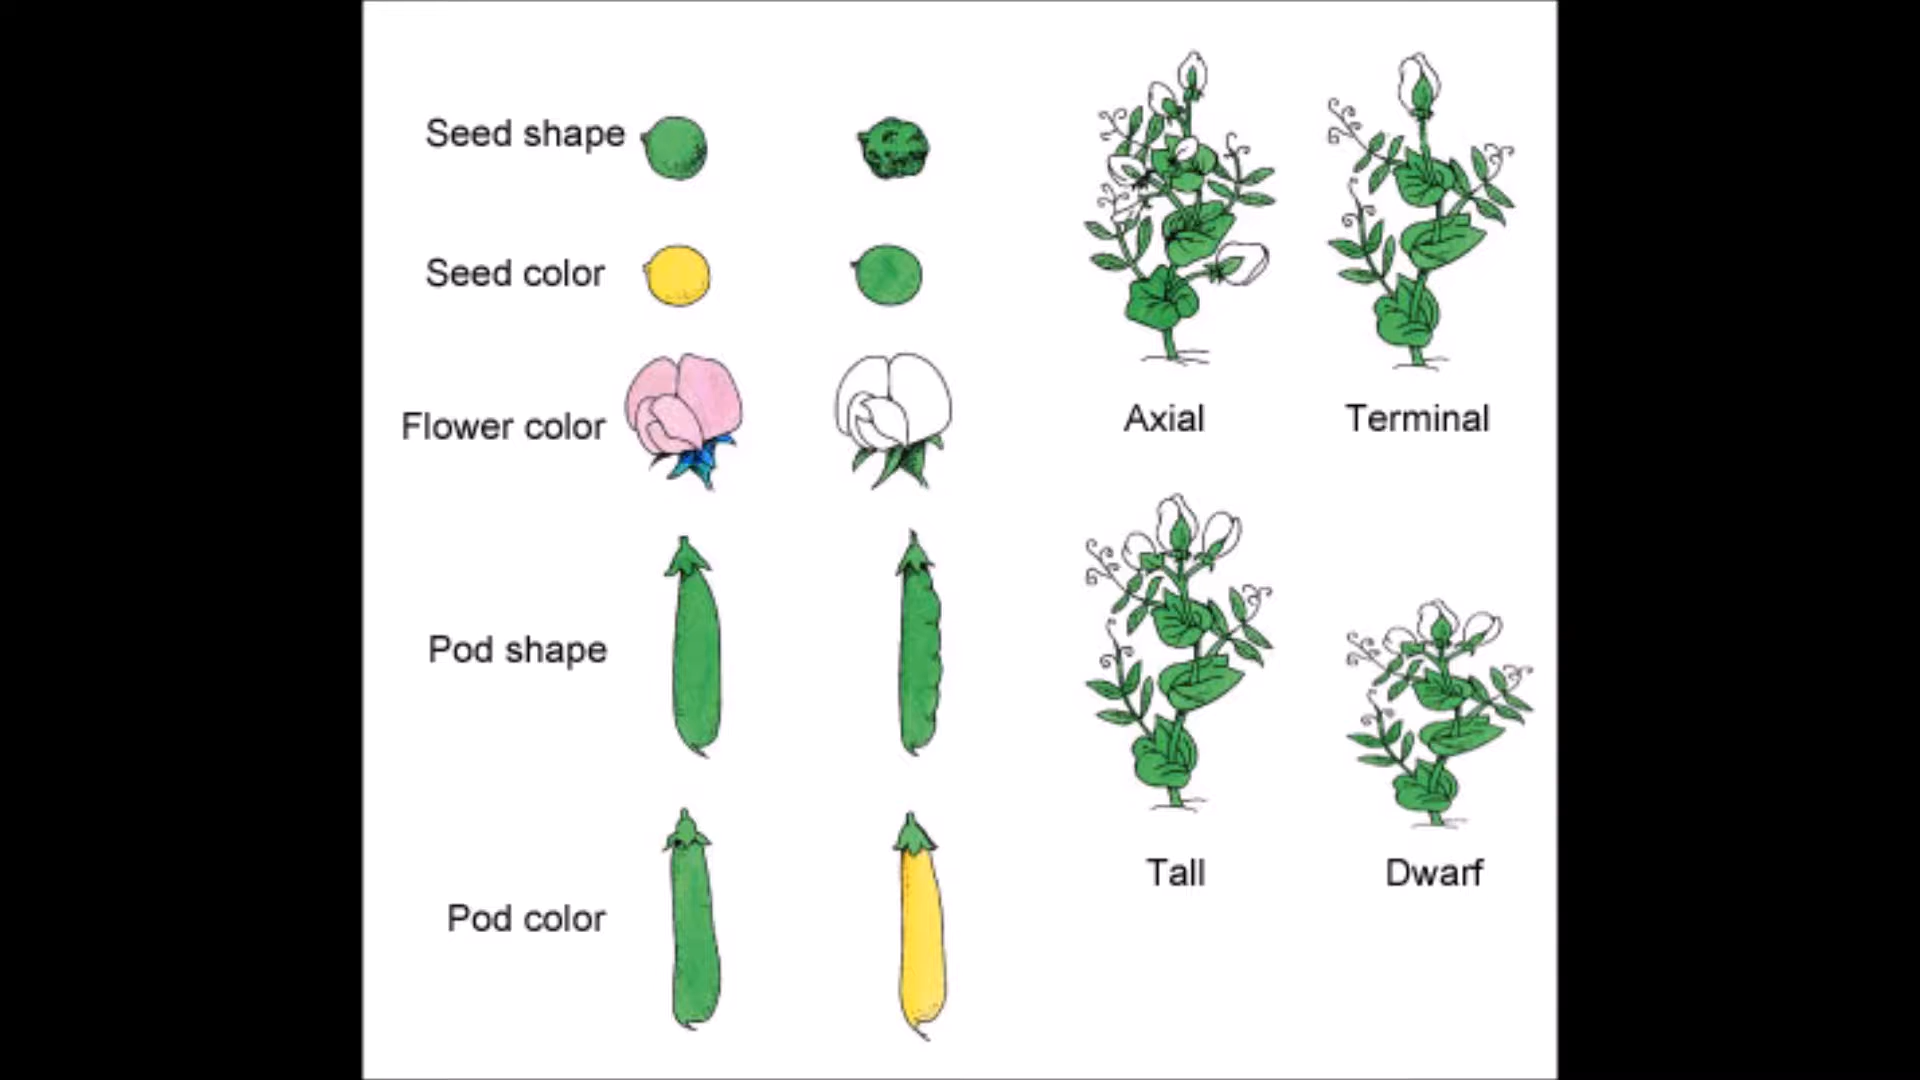 Seed shape
Seed color
Flower color
Pod shape
Pod color
Axial
Terminal
Tall
Dwarf